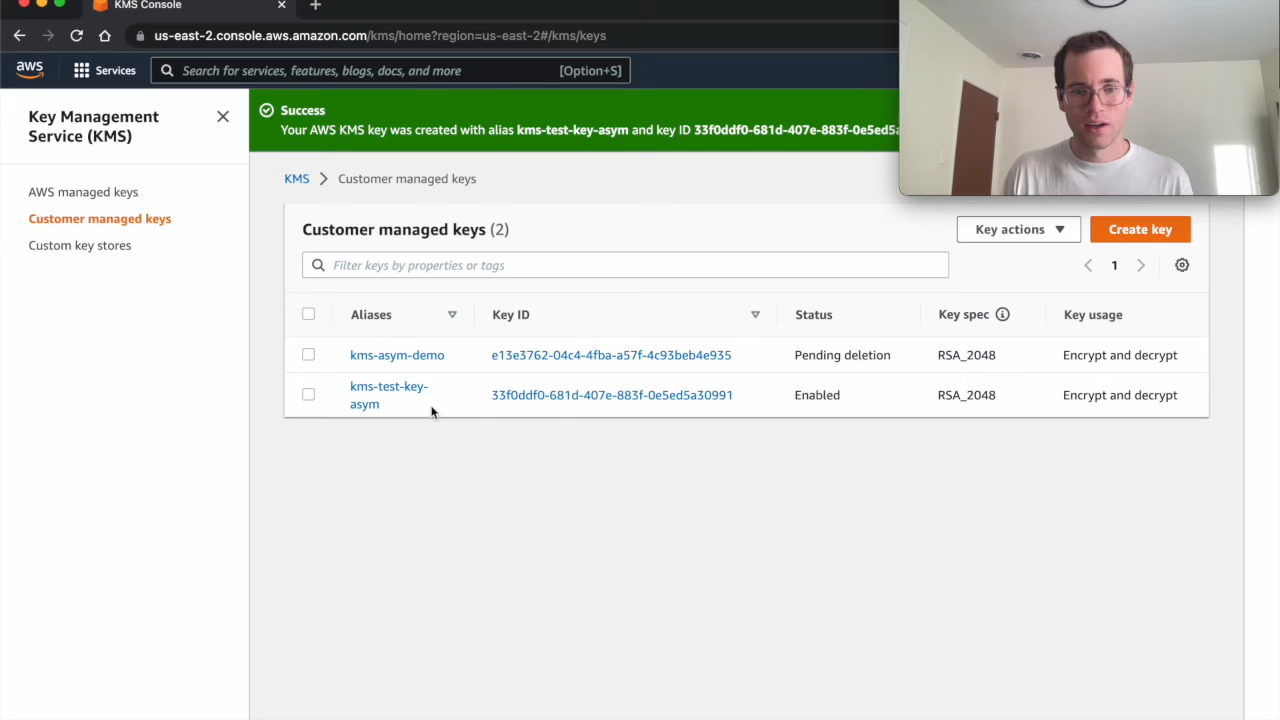 KMS Console
us-east-2.console.aws.amazon.com/kms/home?region=us-east-2#/kms/keys
aws
Services
Search for services, features, blogs, docs, and more
[Option+S]
Key Management
Service (KMS)
AWS managed keys
Customer managed keys
Custom key stores
Success
Your AWS KMS key was created with alias kms-test-key-asym and key ID 33f0ddf0-681d-407e-883f-0e5ed5a
KMS
Customer managed keys
Customer managed keys (2)
Key actions
Create key
Filter keys by properties or tags
1
Aliases
Key ID
Status
Key spec
Key usage
kms-asym-demo
e13e3762-04c4-4fba-a57f-4c93beb4e935
Pending deletion
RSA_2048
Encrypt and decrypt
kms-test-key-
asym
33f0ddf0-681d-407e-883f-0e5ed5a30991
Enabled
RSA_2048
Encrypt and decrypt